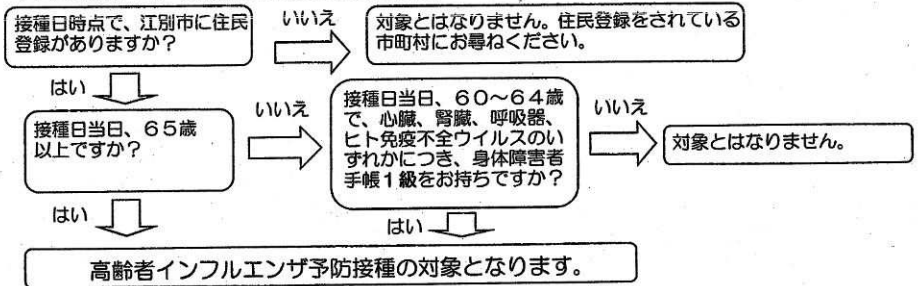 接種日時点で、江別市に住民
登録がありますか?
いいえ
対象とはなりません。住民登録をされている
市町村にお尋ねください。
はい
接種日当日、65歳
以上ですか?
いいえ
接種日当日、60~64歳
で、心臓、腎臓、呼吸器、
ヒト免疫不全ウイルスのい
ずれかにつき、身体障害者
手帳1級をお持ちですか?
いいえ
対象とはなりません。
はい
はい
高齢者インフルエンザ予防接種の対象となります。